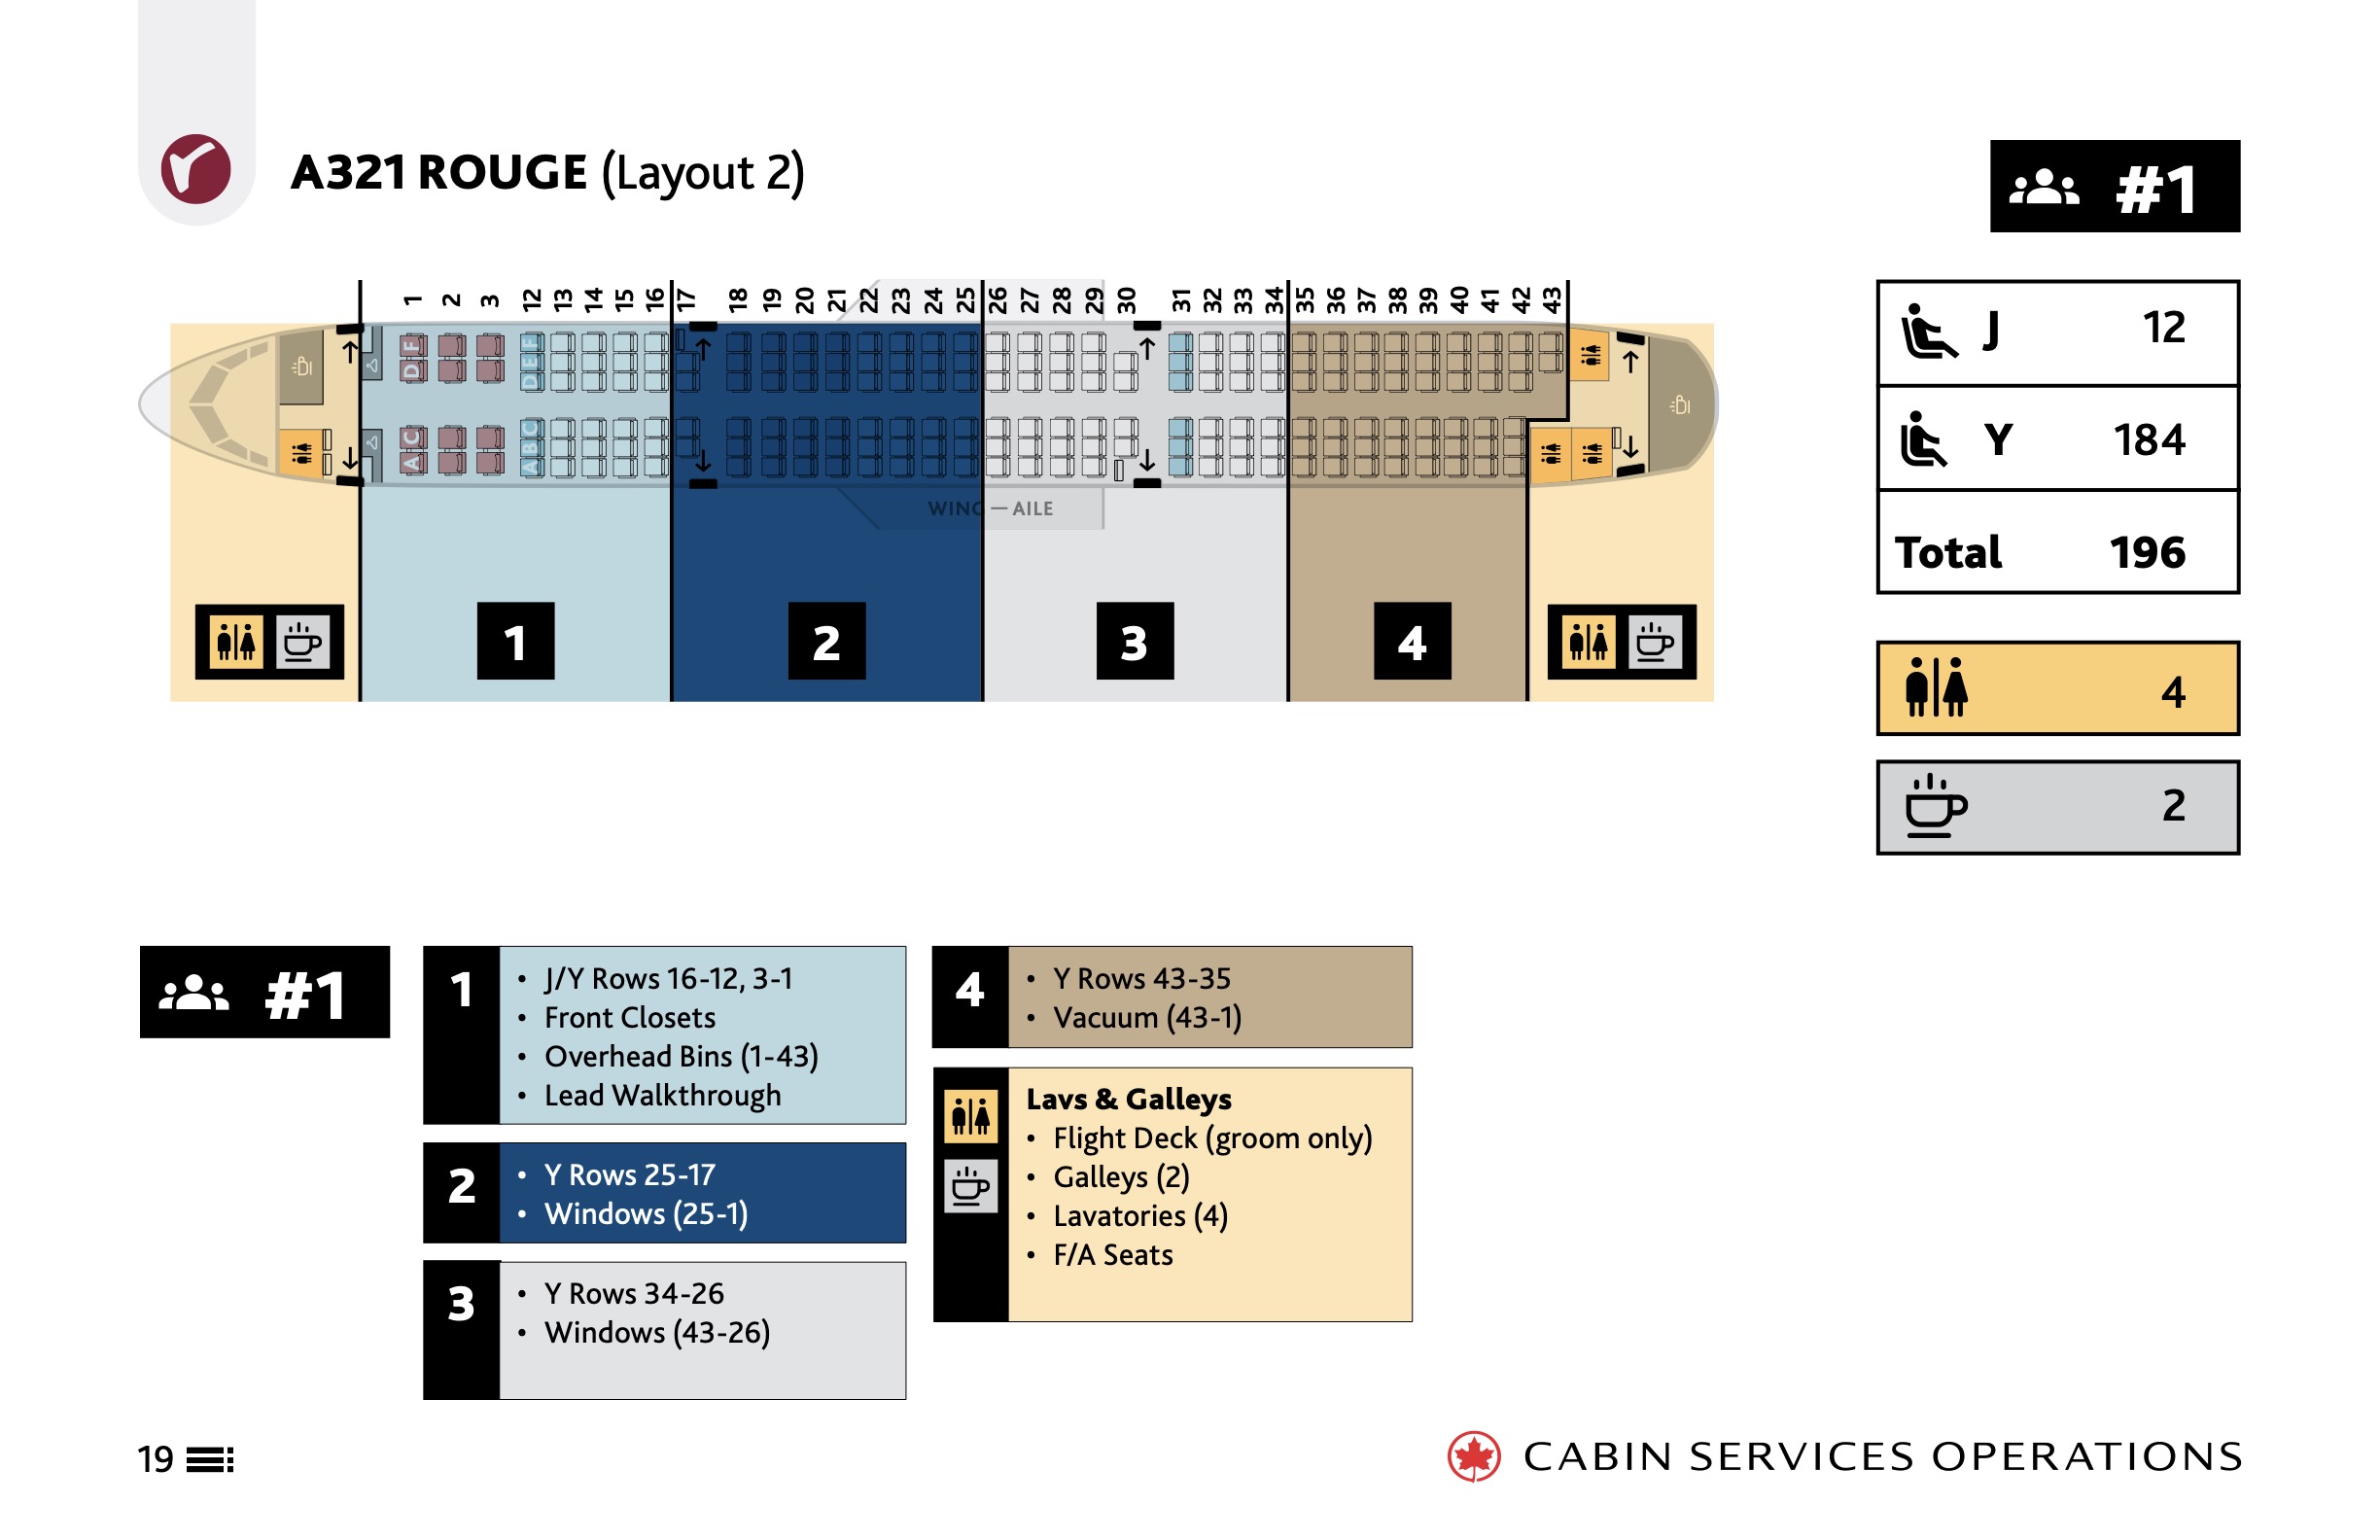 A321 ROUGE (Layout 2)
#1
1 2 3 12 13 14 15 16 17 18 19 20 21 22 23 24 25 26 27 28 29 30 31 32 33 34 35 36 37 38 39 40 41 42 43
D F
D E F
A C
A B C
WING — AILE
1
2
3
4
J 12
Y 184
Total 196
4
2
#1
1
• J/Y Rows 16-12, 3-1
• Front Closets
• Overhead Bins (1-43)
• Lead Walkthrough
2
• Y Rows 25-17
• Windows (25-1)
3
• Y Rows 34-26
• Windows (43-26)
4
• Y Rows 43-35
• Vacuum (43-1)
Lavs & Galleys
• Flight Deck (groom only)
• Galleys (2)
• Lavatories (4)
• F/A Seats
19
CABIN SERVICES OPERATIONS